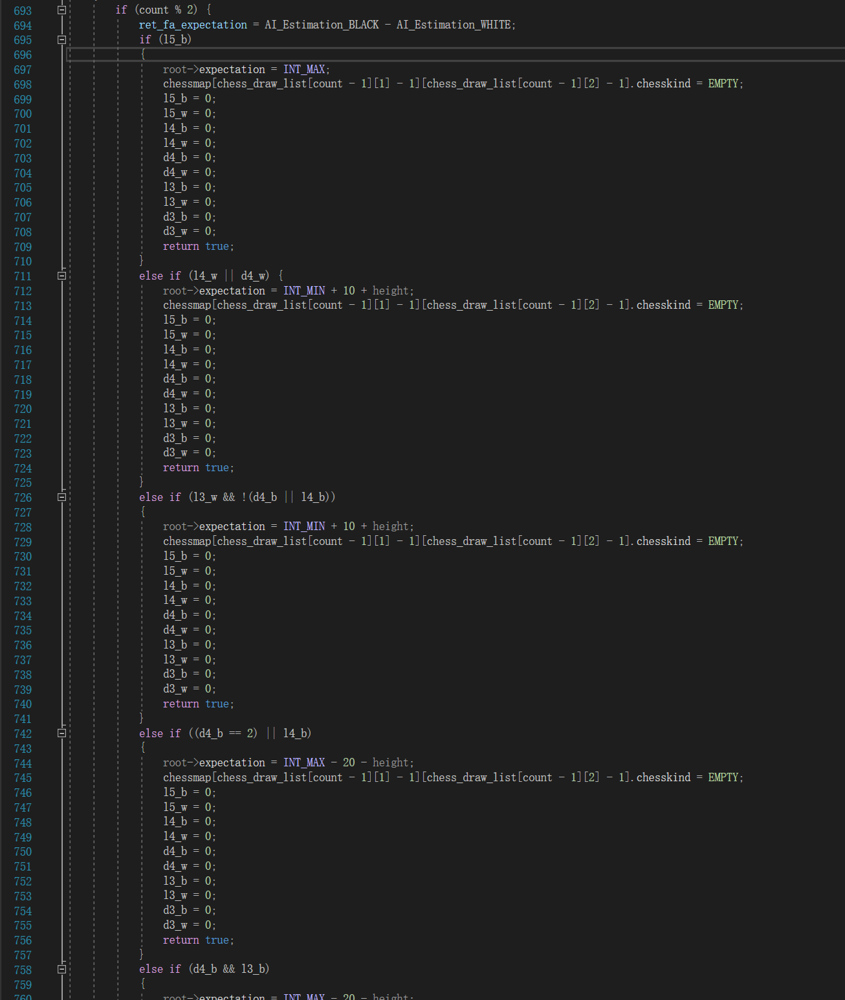 693 if (count % 2) {
694 ret_fa_expectation = AI_Estimation_BLACK - AI_Estimation_WHITE;
695 if (l5_b)
696 {
697 root->expectation = INT_MAX;
698 chessmap[chess_draw_list[count - 1][1] - 1][chess_draw_list[count - 1][2] - 1].chesskind = EMPTY;
699 l5_b = 0;
700 l5_w = 0;
701 l4_b = 0;
702 l4_w = 0;
703 d4_b = 0;
704 d4_w = 0;
705 l3_b = 0;
706 l3_w = 0;
707 d3_b = 0;
708 d3_w = 0;
709 return true;
710 }
711 else if (l4_w || d4_w) {
712 root->expectation = INT_MIN + 10 + height;
713 chessmap[chess_draw_list[count - 1][1] - 1][chess_draw_list[count - 1][2] - 1].chesskind = EMPTY;
714 l5_b = 0;
715 l5_w = 0;
716 l4_b = 0;
717 l4_w = 0;
718 d4_b = 0;
719 d4_w = 0;
720 l3_b = 0;
721 l3_w = 0;
722 d3_b = 0;
723 d3_w = 0;
724 return true;
725 }
726 else if (l3_w && !(d4_b || l4_b))
727 {
728 root->expectation = INT_MIN + 10 + height;
729 chessmap[chess_draw_list[count - 1][1] - 1][chess_draw_list[count - 1][2] - 1].chesskind = EMPTY;
730 l5_b = 0;
731 l5_w = 0;
732 l4_b = 0;
733 l4_w = 0;
734 d4_b = 0;
735 d4_w = 0;
736 l3_b = 0;
737 l3_w = 0;
738 d3_b = 0;
739 d3_w = 0;
740 return true;
741 }
742 else if ((d4_b == 2) || l4_b)
743 {
744 root->expectation = INT_MAX - 20 - height;
745 chessmap[chess_draw_list[count - 1][1] - 1][chess_draw_list[count - 1][2] - 1].chesskind = EMPTY;
746 l5_b = 0;
747 l5_w = 0;
748 l4_b = 0;
749 l4_w = 0;
750 d4_b = 0;
751 d4_w = 0;
752 l3_b = 0;
753 l3_w = 0;
754 d3_b = 0;
755 d3_w = 0;
756 return true;
757 }
758 else if (d4_b && l3_b)
759 {
760 root->expectation = INT_MAX - 20 - height;